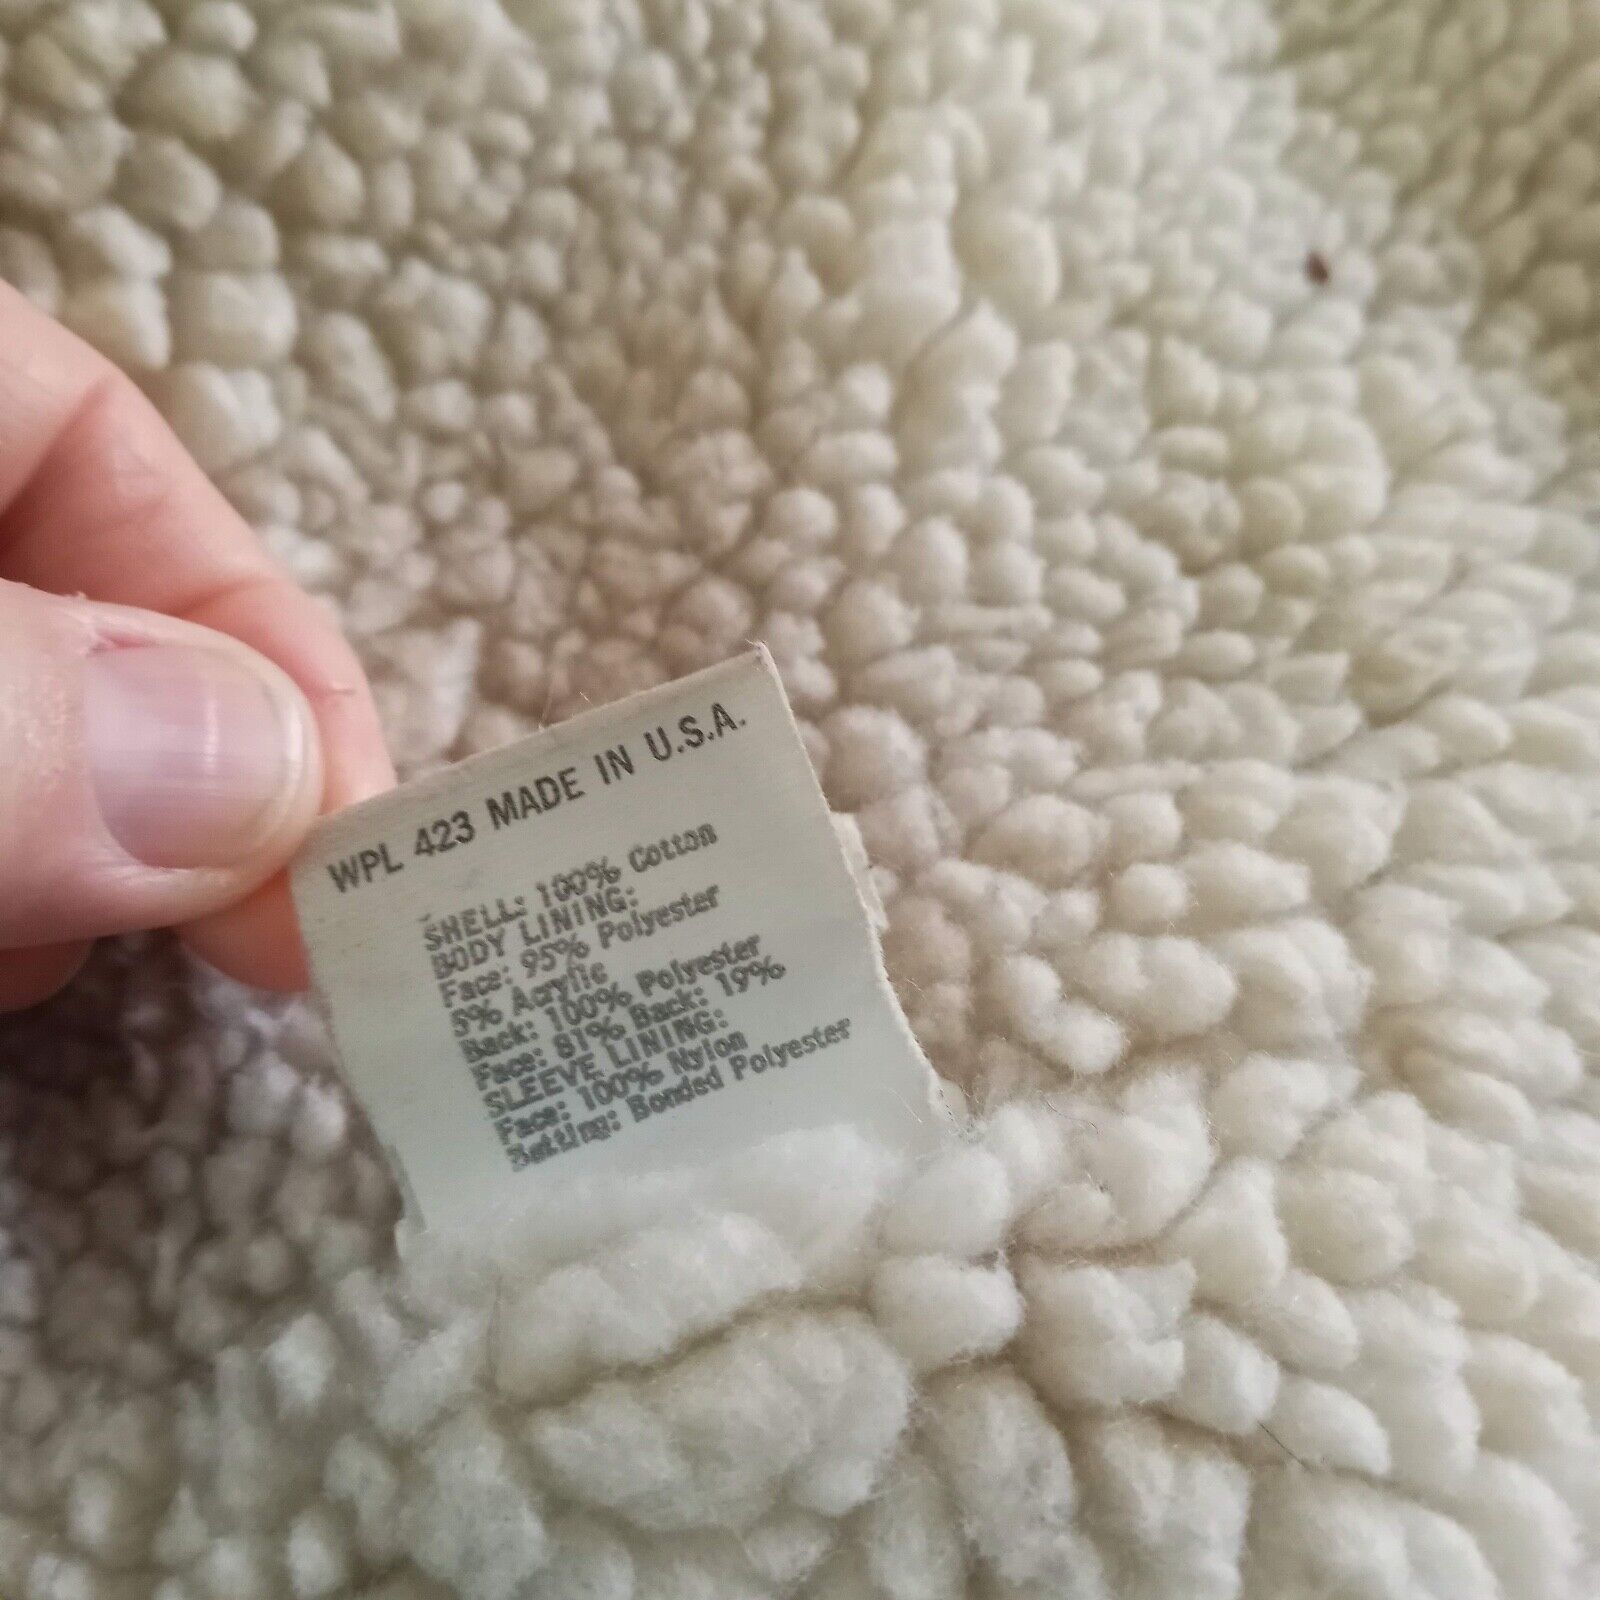 WPL 423 MADE IN U.S.A.
SHELL: 100% Cotton
BODY LINING:
Face: 95% Polyester
5% Acrylic
Back: 100% Polyester
Face: 81% Back: 19%
SLEEVE LINING:
Face: 100% Nylon
Batting: Bonded Polyester